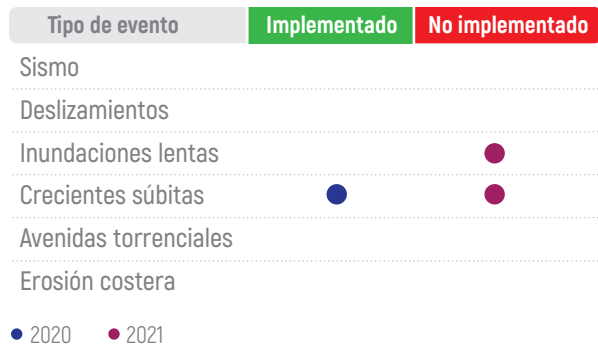 Tipo de evento Implementado No implementado
Sismo
Deslizamientos
Inundaciones lentas
Crecientes súbitas
Avenidas torrenciales
Erosión costera
2020 2021